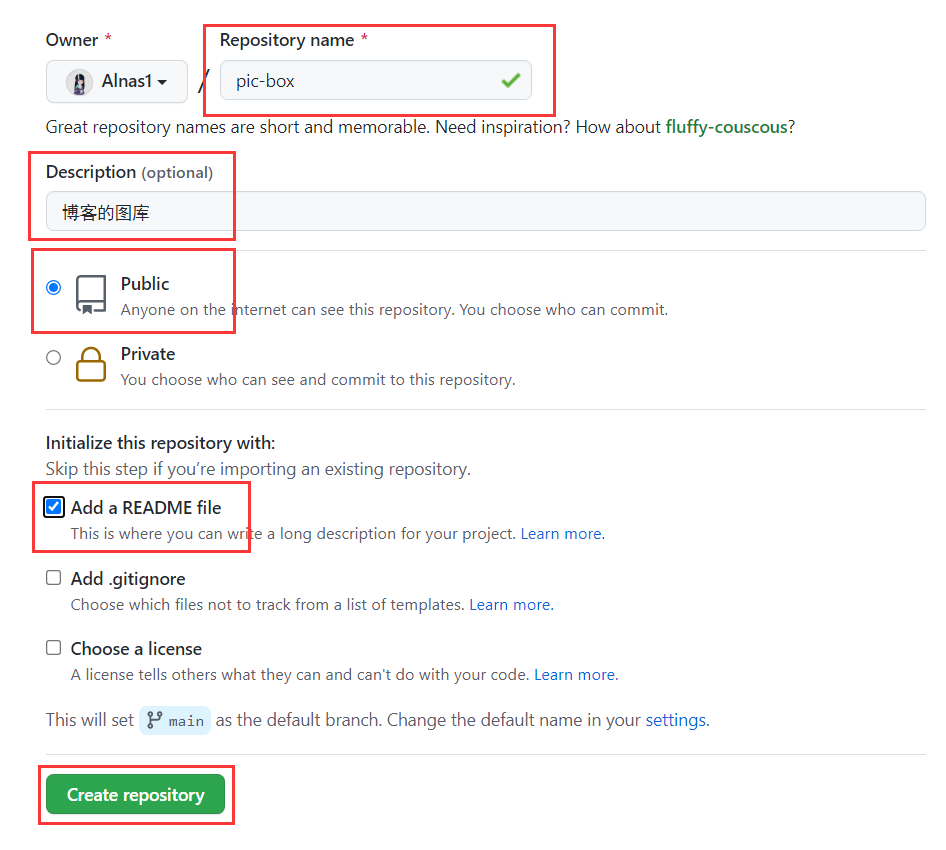 Owner *
Repository name *
Alnas1
/
pic-box
Great repository names are short and memorable. Need inspiration? How about fluffy-couscous?
Description (optional)
博客的图库
Public
Anyone on the internet can see this repository. You choose who can commit.
Private
You choose who can see and commit to this repository.
Initialize this repository with:
Skip this step if you’re importing an existing repository.
Add a README file
This is where you can write a long description for your project. Learn more.
Add .gitignore
Choose which files not to track from a list of templates. Learn more.
Choose a license
A license tells others what they can and can't do with your code. Learn more.
This will set main as the default branch. Change the default name in your settings.
Create repository